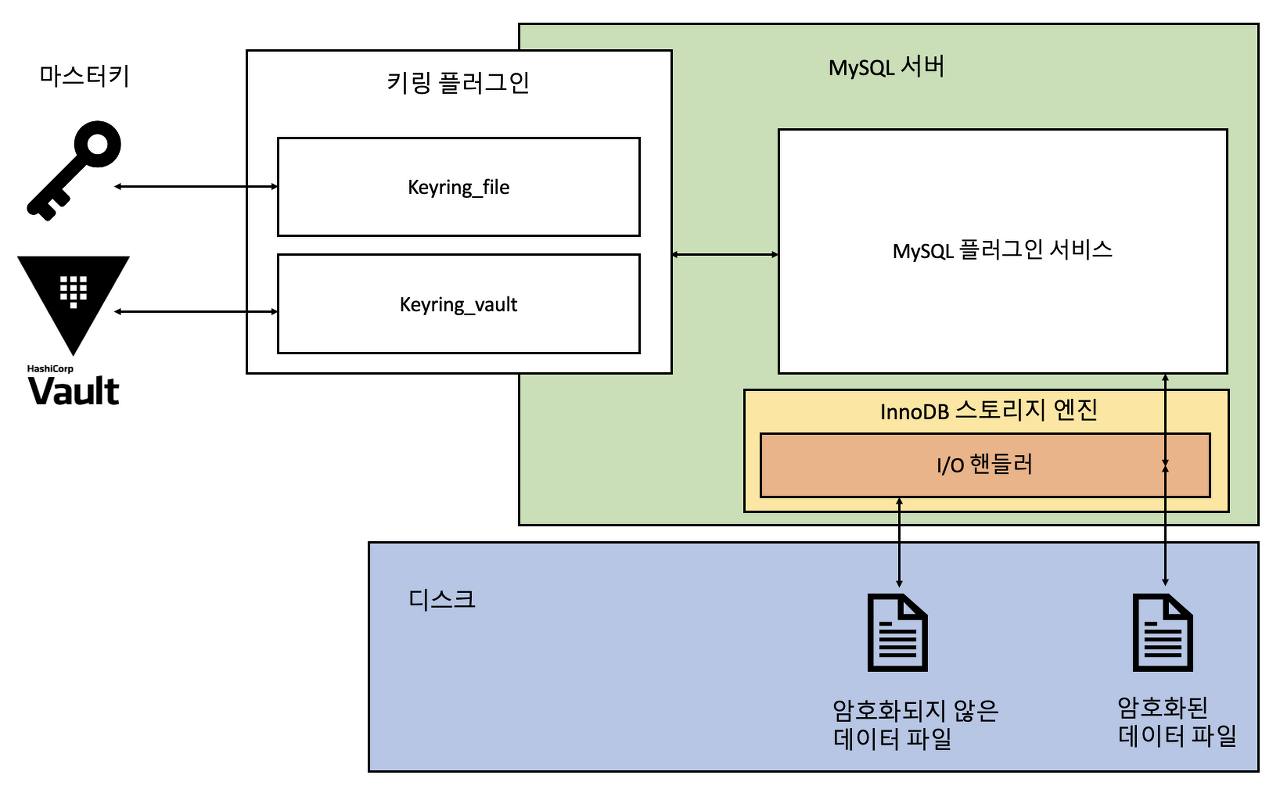 마스터키
키링 플러그인
MySQL 서버
Keyring_file
MySQL 플러그인 서비스
Keyring_vault
HashiCorp
Vault
InnoDB 스토리지 엔진
I/O 핸들러
디스크
암호화되지 않은
데이터 파일
암호화된
데이터 파일